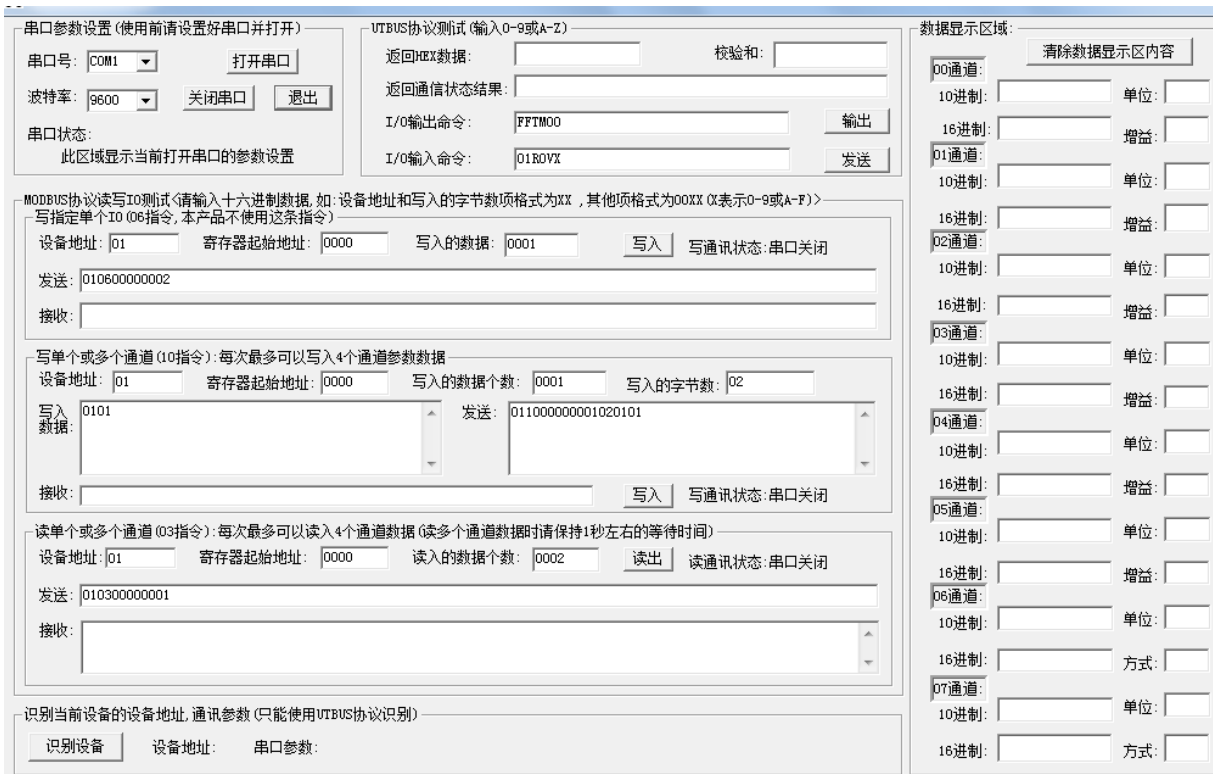 串口参数设置(使用前请设置好串口并打开)
串口号: COM1 打开串口
波特率: 9600 关闭串口 退出
串口状态:
此区域显示当前打开串口的参数设置
UTBUS协议测试(输入0-9或A-Z)
返回HEX数据: 校验和:
返回通信状态结果:
I/O输出命令: FFTM00 输出
I/O输入命令: 01ROVX 发送
MODBUS协议读写IO测试<请输入十六进制数据,如:设备地址和写入的字节数项格式为XX ,其他项格式为00XX(X表示0-9或A-F)>
写指定单个IO(06指令,本产品不使用这条指令)
设备地址: 01 寄存器起始地址: 0000 写入的数据: 0001 写入 写通讯状态:串口关闭
发送: 010600000002
接收:
写单个或多个通道(10指令):每次最多可以写入4个通道参数数据
设备地址: 01 寄存器起始地址: 0000 写入的数据个数: 0001 写入的字节数: 02
写入数据: 0101 发送: 011000000001020101
接收: 写入 写通讯状态:串口关闭
读单个或多个通道(03指令):每次最多可以读入4个通道数据(读多个通道数据时请保持1秒左右的等待时间)
设备地址: 01 寄存器起始地址: 0000 读入的数据个数: 0002 读出 读通讯状态:串口关闭
发送: 010300000001
接收:
识别当前设备的设备地址,通讯参数(只能使用UTBUS协议识别)
识别设备 设备地址: 串口参数:
数据显示区域:
清除数据显示区内容
00通道:
10进制: 单位:
16进制: 增益:
01通道:
10进制: 单位:
16进制: 增益:
02通道:
10进制: 单位:
16进制: 增益:
03通道:
10进制: 单位:
16进制: 增益:
04通道:
10进制: 单位:
16进制: 增益:
05通道:
10进制: 单位:
16进制: 增益:
06通道:
10进制: 单位:
16进制: 方式:
07通道:
10进制: 单位:
16进制: 方式: